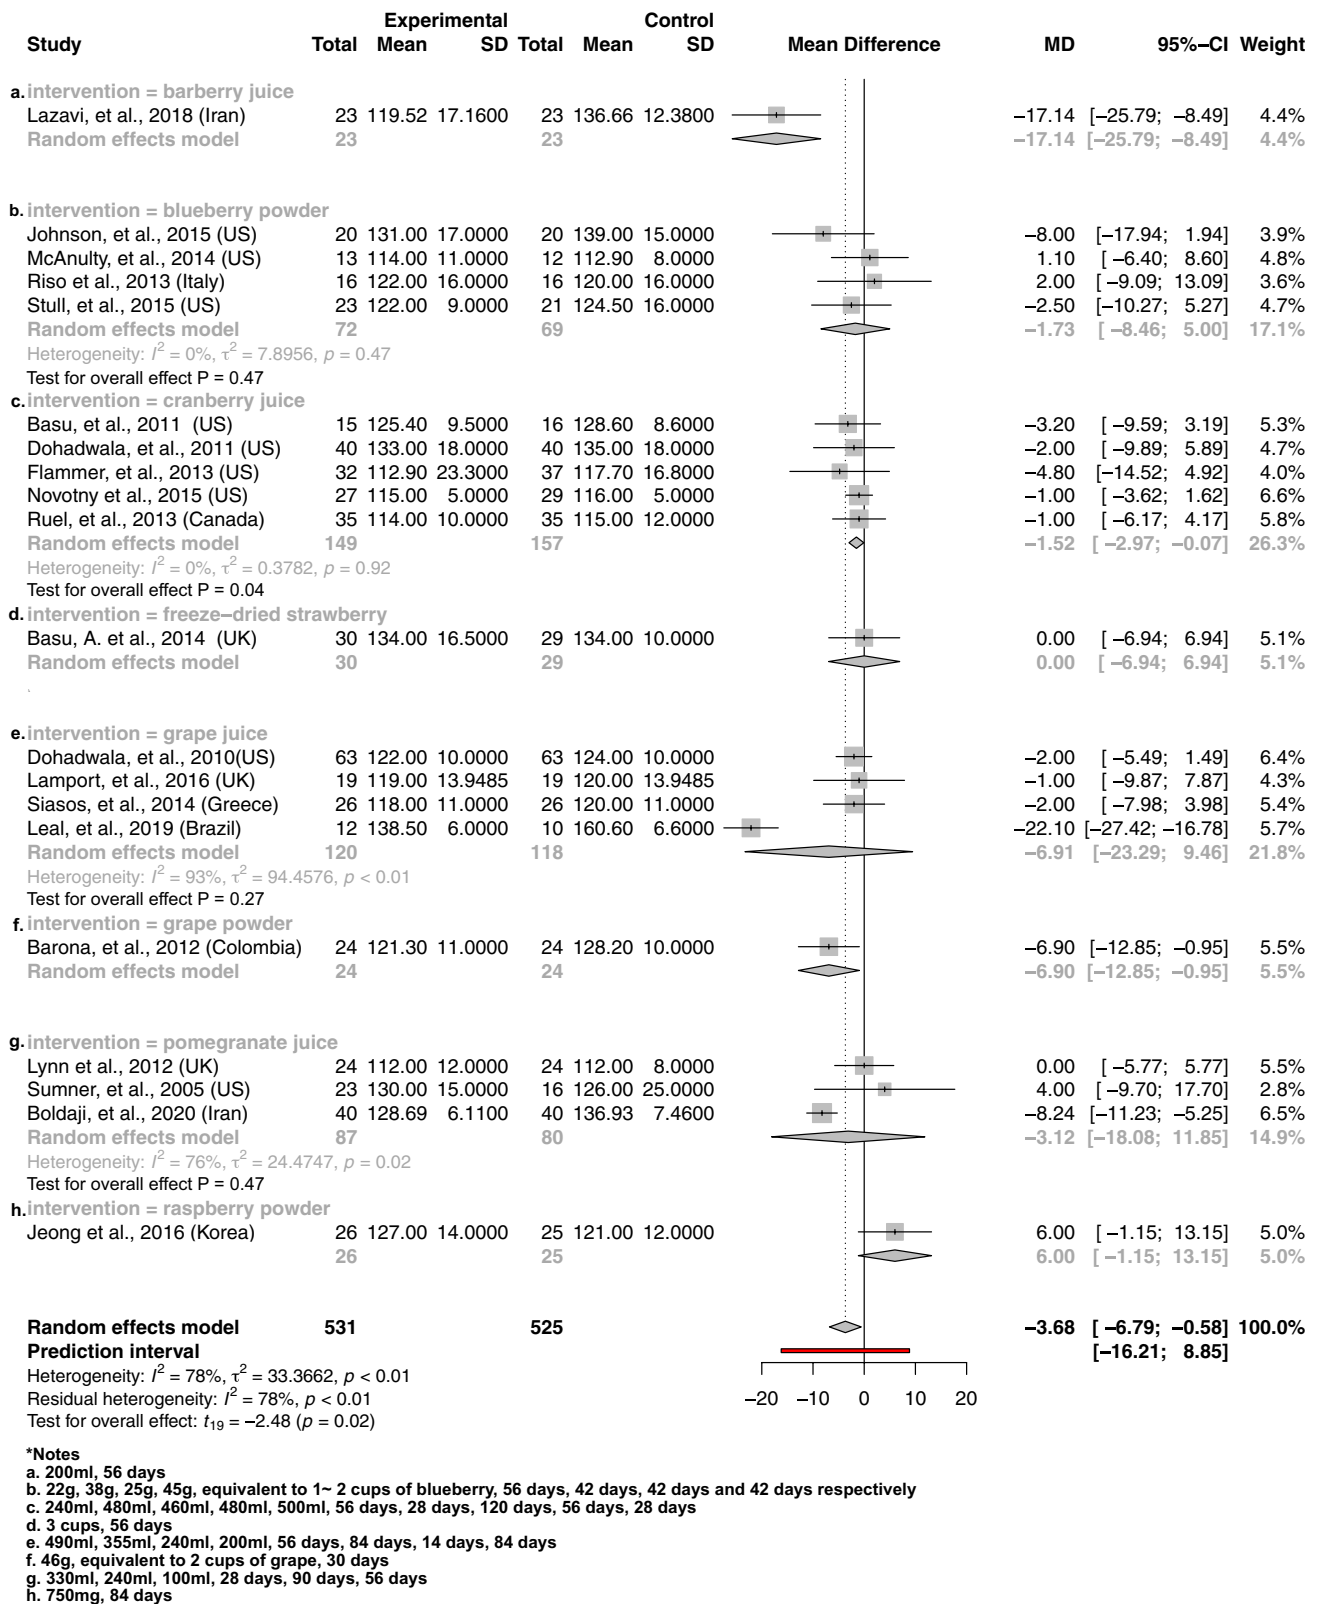 Experimental Control
Study Total Mean SD Total Mean SD Mean Difference MD 95%−CI Weight
a. intervention = barberry juice
Lazavi, et al., 2018 (Iran) 23 119.52 17.1600 23 136.66 12.3800 −17.14 [−25.79; −8.49] 4.4%
Random effects model 23 23 −17.14 [−25.79; −8.49] 4.4%
b. intervention = blueberry powder
Johnson, et al., 2015 (US) 20 131.00 17.0000 20 139.00 15.0000 −8.00 [−17.94; 1.94] 3.9%
McAnulty, et al., 2014 (US) 13 114.00 11.0000 12 112.90 8.0000 1.10 [ −6.40; 8.60] 4.8%
Riso et al., 2013 (Italy) 16 122.00 16.0000 16 120.00 16.0000 2.00 [ −9.09; 13.09] 3.6%
Stull, et al., 2015 (US) 23 122.00 9.0000 21 124.50 16.0000 −2.50 [−10.27; 5.27] 4.7%
Random effects model 72 69 −1.73 [ −8.46; 5.00] 17.1%
Heterogeneity: I² = 0%, τ² = 7.8956, p = 0.47
Test for overall effect P = 0.47
c. intervention = cranberry juice
Basu, et al., 2011 (US) 15 125.40 9.5000 16 128.60 8.6000 −3.20 [ −9.59; 3.19] 5.3%
Dohadwala, et al., 2011 (US) 40 133.00 18.0000 40 135.00 18.0000 −2.00 [ −9.89; 5.89] 4.7%
Flammer, et al., 2013 (US) 32 112.90 23.3000 37 117.70 16.8000 −4.80 [−14.52; 4.92] 4.0%
Novotny et al., 2015 (US) 27 115.00 5.0000 29 116.00 5.0000 −1.00 [ −3.62; 1.62] 6.6%
Ruel, et al., 2013 (Canada) 35 114.00 10.0000 35 115.00 12.0000 −1.00 [ −6.17; 4.17] 5.8%
Random effects model 149 157 −1.52 [ −2.97; −0.07] 26.3%
Heterogeneity: I² = 0%, τ² = 0.3782, p = 0.92
Test for overall effect P = 0.04
d. intervention = freeze−dried strawberry
Basu, A. et al., 2014 (UK) 30 134.00 16.5000 29 134.00 10.0000 0.00 [ −6.94; 6.94] 5.1%
Random effects model 30 29 0.00 [ −6.94; 6.94] 5.1%
e. intervention = grape juice
Dohadwala, et al., 2010(US) 63 122.00 10.0000 63 124.00 10.0000 −2.00 [ −5.49; 1.49] 6.4%
Lamport, et al., 2016 (UK) 19 119.00 13.9485 19 120.00 13.9485 −1.00 [ −9.87; 7.87] 4.3%
Siasos, et al., 2014 (Greece) 26 118.00 11.0000 26 120.00 11.0000 −2.00 [ −7.98; 3.98] 5.4%
Leal, et al., 2019 (Brazil) 12 138.50 6.0000 10 160.60 6.6000 −22.10 [−27.42; −16.78] 5.7%
Random effects model 120 118 −6.91 [−23.29; 9.46] 21.8%
Heterogeneity: I² = 93%, τ² = 94.4576, p < 0.01
Test for overall effect P = 0.27
f. intervention = grape powder
Barona, et al., 2012 (Colombia) 24 121.30 11.0000 24 128.20 10.0000 −6.90 [−12.85; −0.95] 5.5%
Random effects model 24 24 −6.90 [−12.85; −0.95] 5.5%
g. intervention = pomegranate juice
Lynn et al., 2012 (UK) 24 112.00 12.0000 24 112.00 8.0000 0.00 [ −5.77; 5.77] 5.5%
Sumner, et al., 2005 (US) 23 130.00 15.0000 16 126.00 25.0000 4.00 [ −9.70; 17.70] 2.8%
Boldaji, et al., 2020 (Iran) 40 128.69 6.1100 40 136.93 7.4600 −8.24 [−11.23; −5.25] 6.5%
Random effects model 87 80 −3.12 [−18.08; 11.85] 14.9%
Heterogeneity: I² = 76%, τ² = 24.4747, p = 0.02
Test for overall effect P = 0.47
h. intervention = raspberry powder
Jeong et al., 2016 (Korea) 26 127.00 14.0000 25 121.00 12.0000 6.00 [ −1.15; 13.15] 5.0%
26 25 6.00 [ −1.15; 13.15] 5.0%
Random effects model 531 525 −3.68 [ −6.79; −0.58] 100.0%
Prediction interval [−16.21; 8.85]
Heterogeneity: I² = 78%, τ² = 33.3662, p < 0.01
Residual heterogeneity: I² = 78%, p < 0.01
−20 −10 0 10 20
Test for overall effect: t₁₉ = −2.48 (p = 0.02)
*Notes
a. 200ml, 56 days
b. 22g, 38g, 25g, 45g, equivalent to 1~ 2 cups of blueberry, 56 days, 42 days, 42 days and 42 days respectively
c. 240ml, 480ml, 460ml, 480ml, 500ml, 56 days, 28 days, 120 days, 56 days, 28 days
d. 3 cups, 56 days
e. 490ml, 355ml, 240ml, 200ml, 56 days, 84 days, 14 days, 84 days
f. 46g, equivalent to 2 cups of grape, 30 days
g. 330ml, 240ml, 100ml, 28 days, 90 days, 56 days
h. 750mg, 84 days